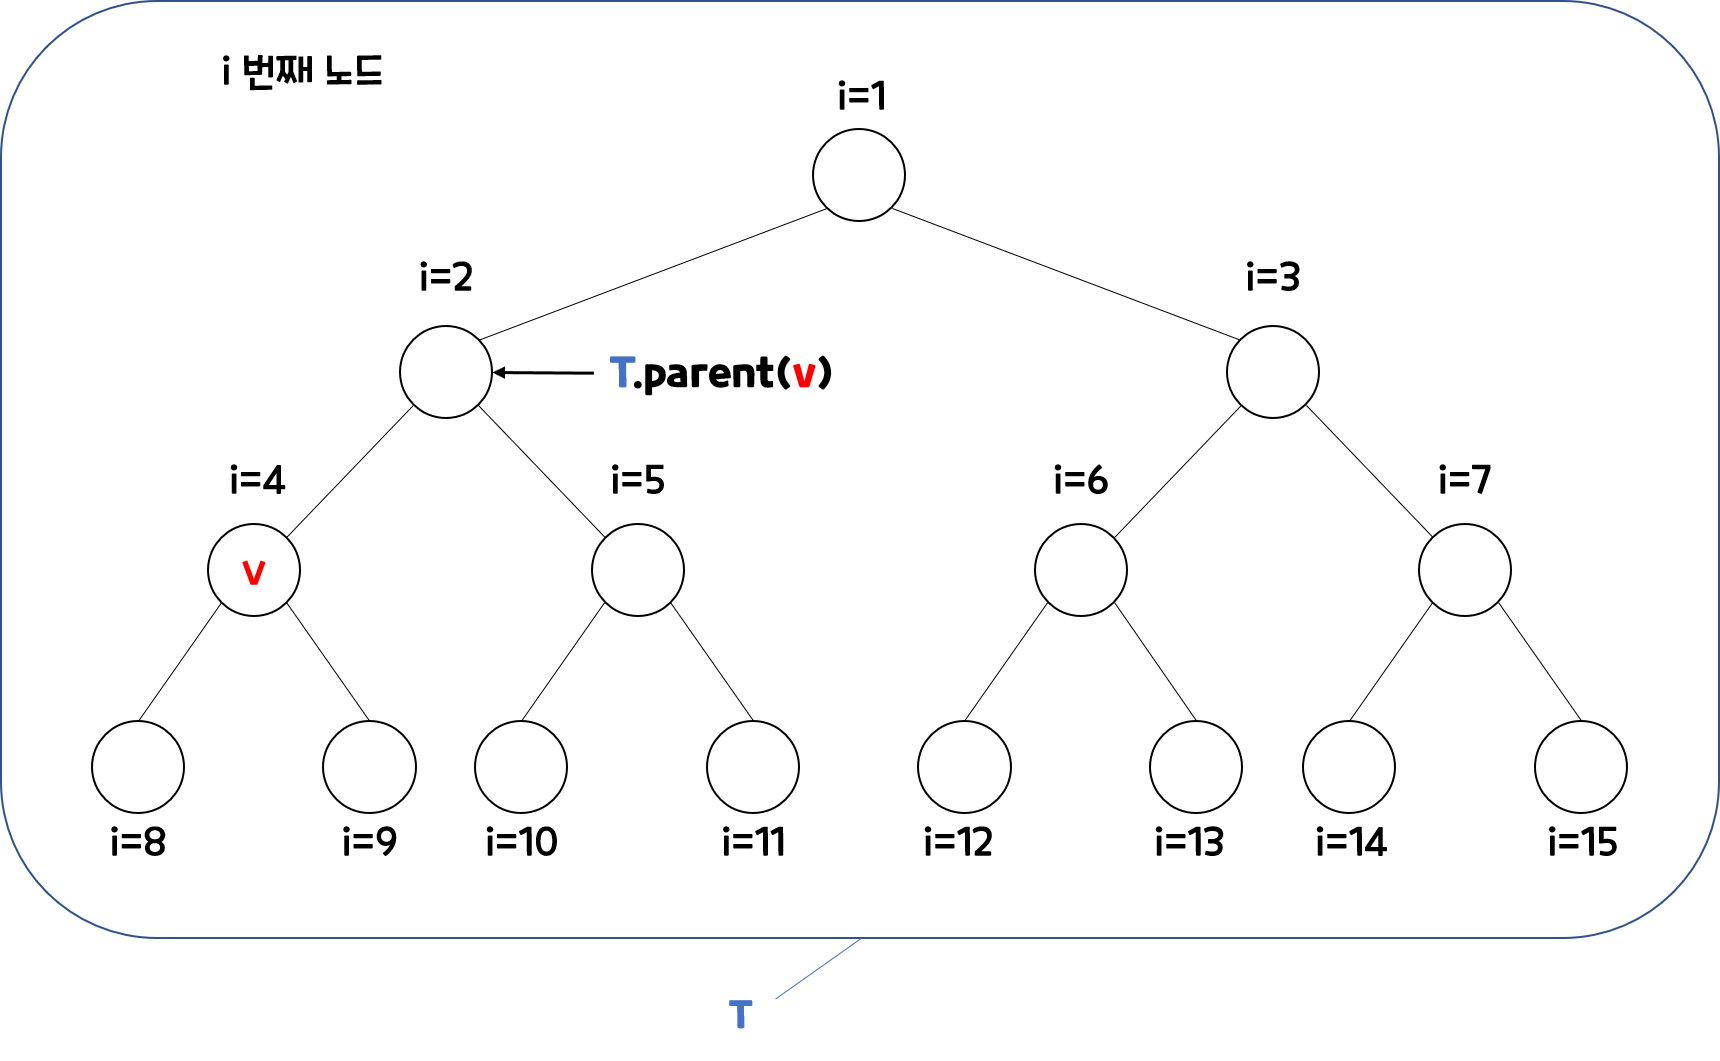 i 번째 노드
i=1
i=2
i=3
T.parent(v)
i=4
i=5
i=6
i=7
v
i=8
i=9
i=10
i=11
i=12
i=13
i=14
i=15
T